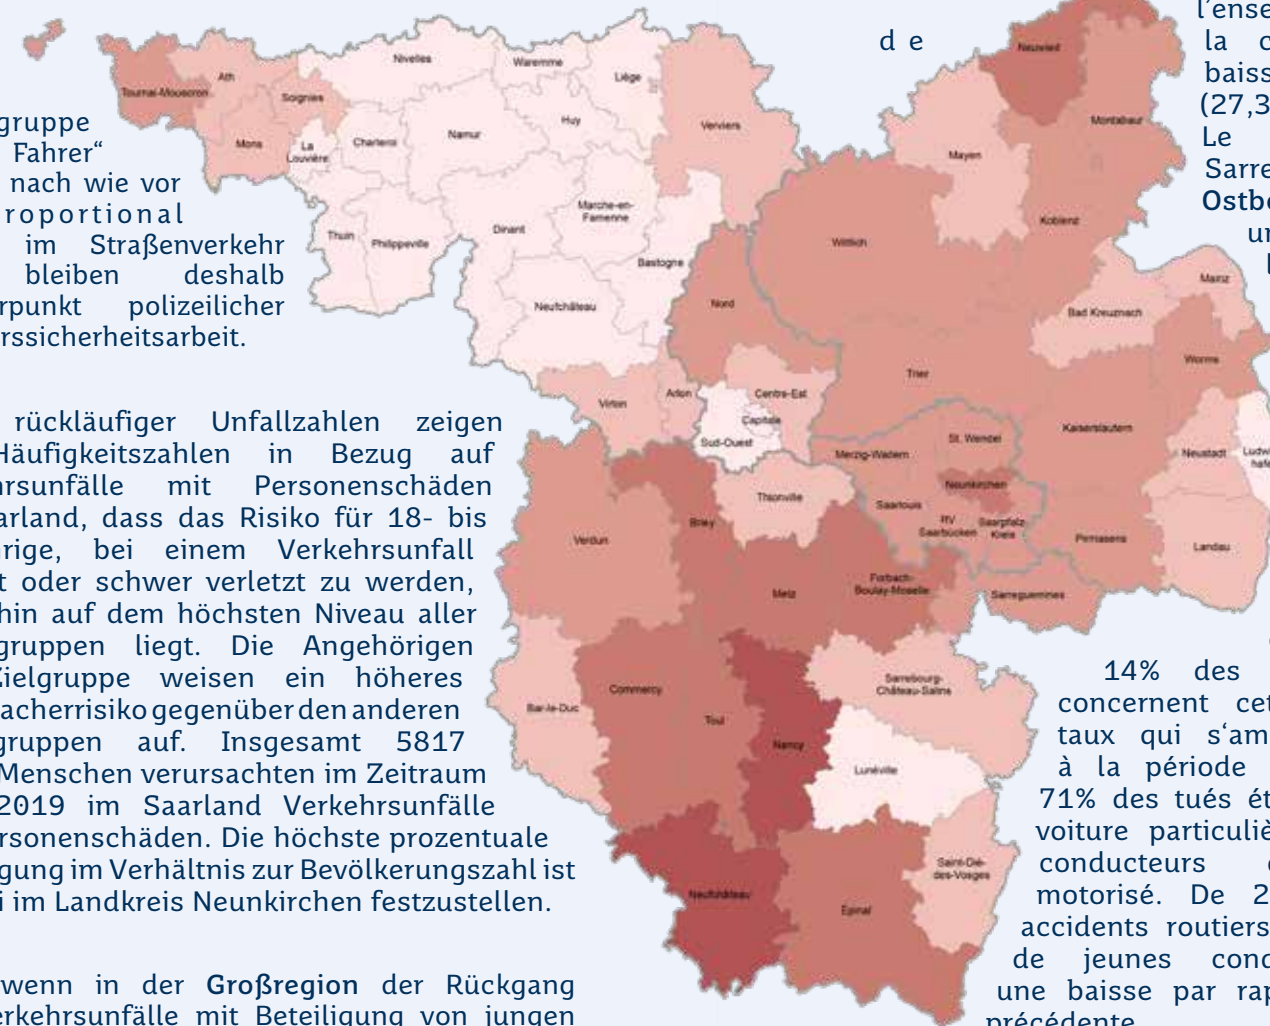 gruppe
Fahrer“
nach wie vor
roportional
im Straßenverkehr
bleiben deshalb
rpunkt polizeilicher
rssicherheitsarbeit.
rückläufiger Unfallzahlen zeigen
Häufigkeitszahlen in Bezug auf
hrsunfälle mit Personenschäden
arland, dass das Risiko für 18- bis
hrige, bei einem Verkehrsunfall
t oder schwer verletzt zu werden,
hin auf dem höchsten Niveau aller
gruppen liegt. Die Angehörigen
Zielgruppe weisen ein höheres
acherrisiko gegenüber den anderen
gruppen auf. Insgesamt 5817
Menschen verursachten im Zeitraum
2019 im Saarland Verkehrsunfälle
rsonenschäden. Die höchste prozentuale
gung im Verhältnis zur Bevölkerungszahl ist
i im Landkreis Neunkirchen festzustellen.
wenn in der Großregion der Rückgang
erkehrsunfälle mit Beteiligung von jungen
Tournai-Mouscron
Ath
Soignies
Mons
La Louvière
Nivelles
Waremme
Liège
Charleroi
Namur
Huy
Verviers
Thuin
Philippeville
Dinant
Marche-en-
Famenne
Bastogne
Neufchâteau
Virton
Arlon
Nord
Centre-Est
Capitale
Sud-Ouest
Neuwied
Montabaur
Mayen
Koblenz
Wittlich
Mainz
Bad Kreuznach
Worms
Trier
Kaiserslautern
Neustadt
Ludwi
hafe
Landau
Pirmasens
Merzig-Wadern
St. Wendel
Neunkirchen
Saarlouis
RV
Saarbücken
Saarpfalz-
Kreis
Thionville
Briey
Verdun
Metz
Forbach-
Boulay-Moselle
Sarreguemines
Sarrebourg-
Château-Salins
Commercy
Bar-le-Duc
Toul
Nancy
Lunéville
Saint-Dié-
des-Vosges
Neufchâteau
Epinal
de
l’ense
la c
baiss
(27,3
Le
Sarre
Ostb
14% des
concernent cet
taux qui s‘am
à la période
71% des tués ét
voiture particuliè
conducteurs
motorisé. De 2
accidents routiers
de jeunes cond
une baisse par rap
précédente